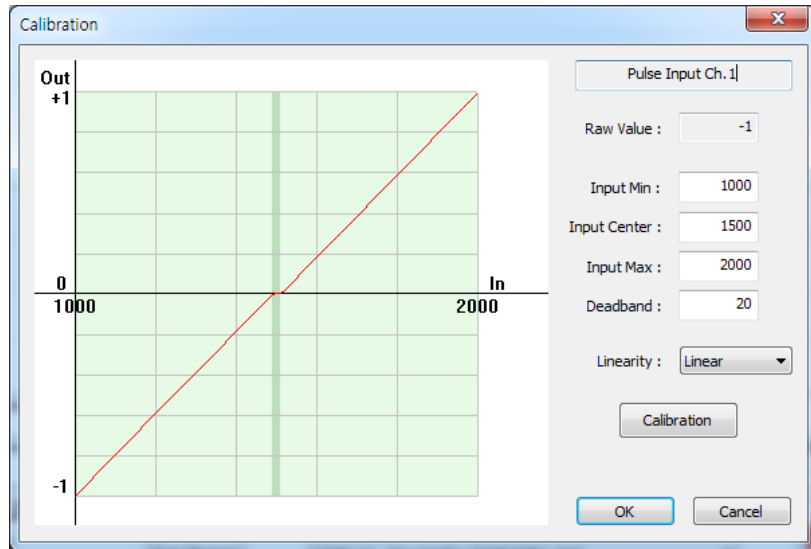 Calibration
Out
+1
0
1000
In
2000
-1
Pulse Input Ch. 1
Raw Value : -1
Input Min : 1000
Input Center : 1500
Input Max : 2000
Deadband : 20
Linearity : Linear
Calibration
OK Cancel